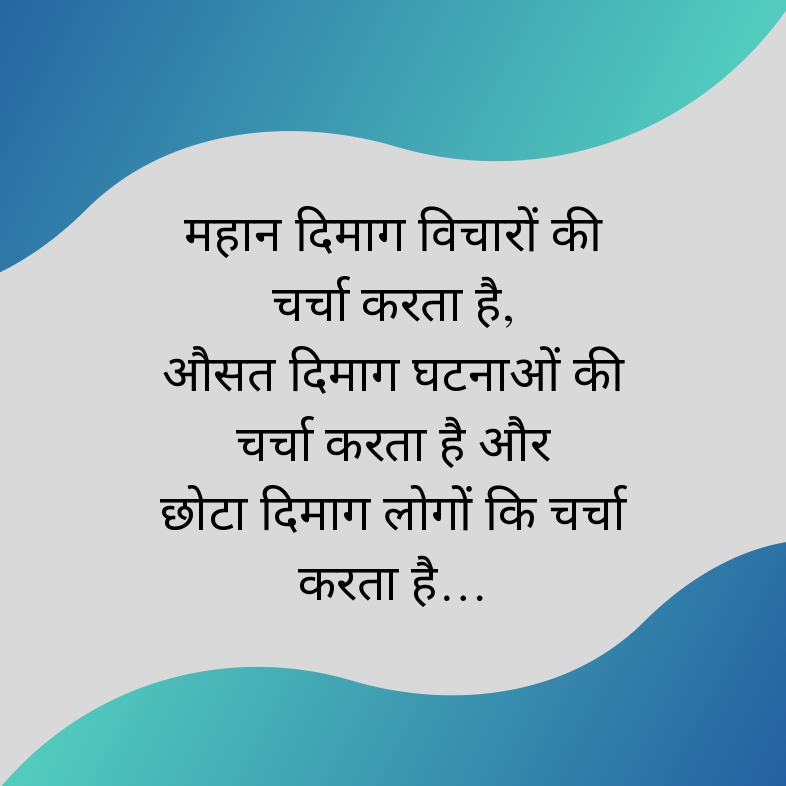 महान दिमाग विचारों की
चर्चा करता है,
औसत दिमाग घटनाओं की
चर्चा करता है और
छोटा दिमाग लोगों कि चर्चा
करता है...